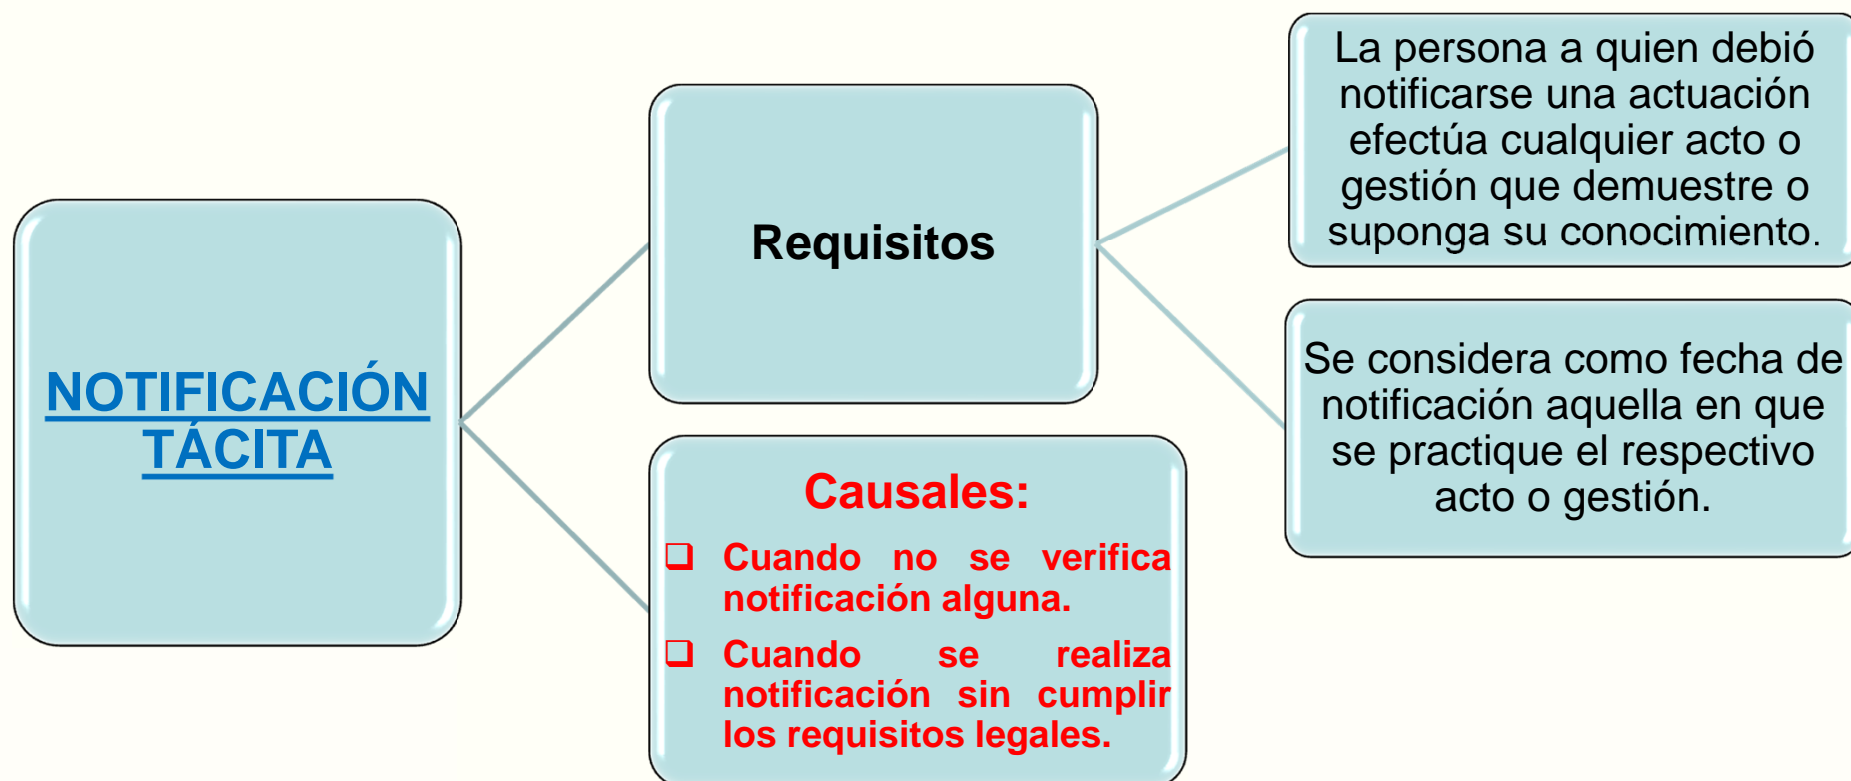 NOTIFICACIÓN
TÁCITA
Requisitos
La persona a quien debió
notificarse una actuación
efectúa cualquier acto o
gestión que demuestre o
suponga su conocimiento.
Se considera como fecha de
notificación aquella en que
se practique el respectivo
acto o gestión.
Causales:
❑ Cuando no se verifica
notificación alguna.
❑ Cuando se realiza
notificación sin cumplir
los requisitos legales.